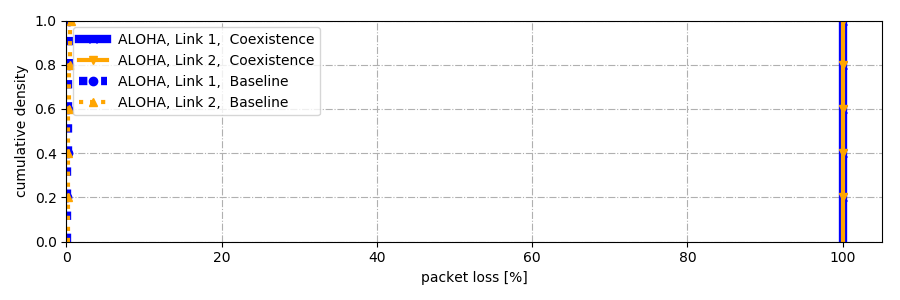 1.0
0.8
0.6
0.4
0.2
0.0
cumulative density
ALOHA, Link 1,  Coexistence
ALOHA, Link 2,  Coexistence
ALOHA, Link 1,  Baseline
ALOHA, Link 2,  Baseline
0 20 40 60 80 100
packet loss [%]